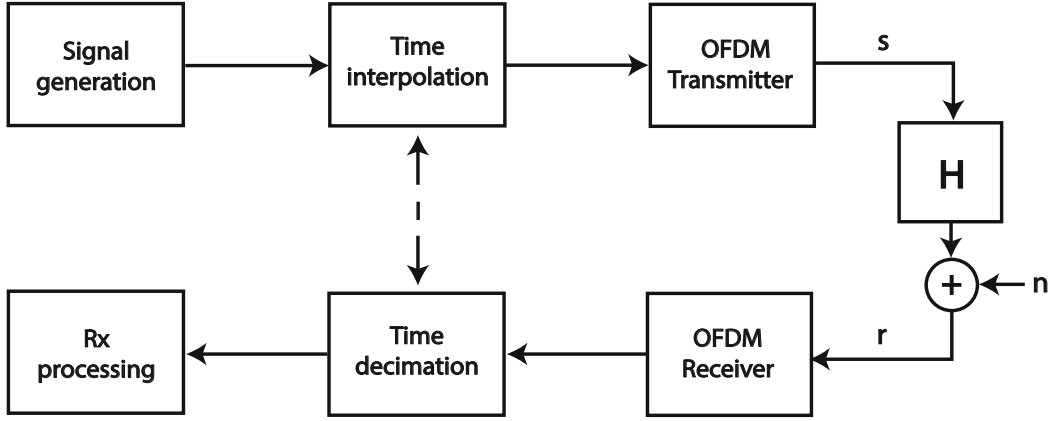 Signal
generation
Time
interpolation
OFDM
Transmitter
s
H
+
n
r
OFDM
Receiver
Time
decimation
Rx
processing